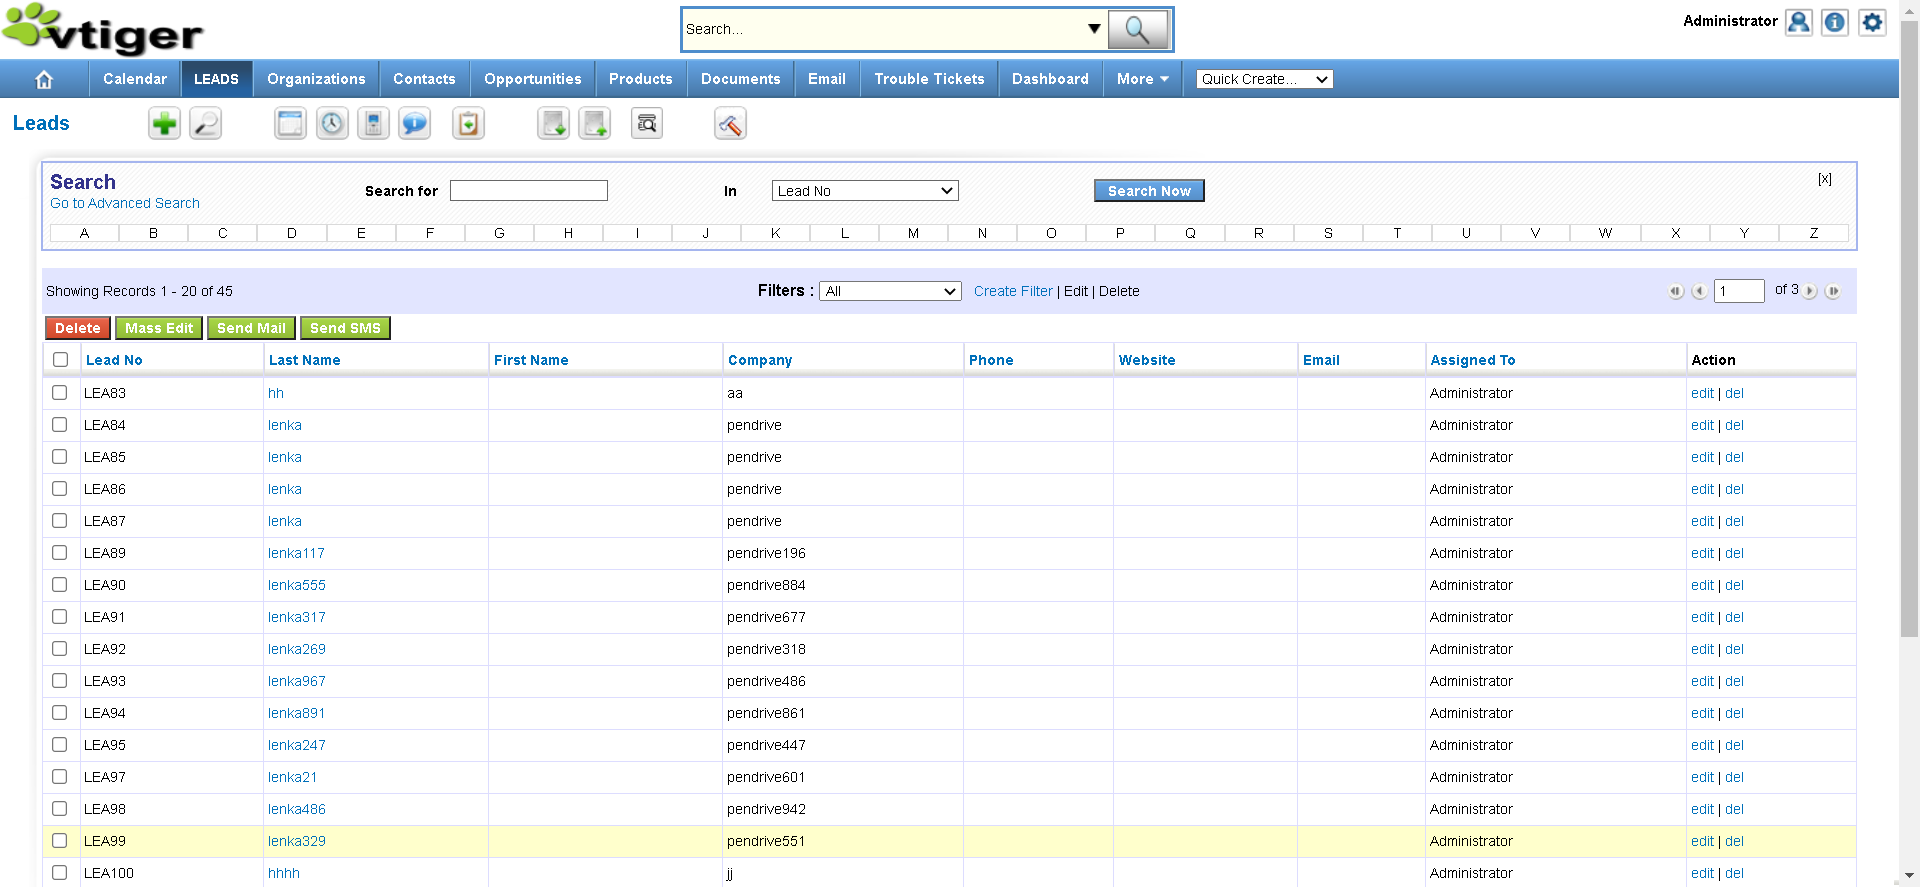 vtiger
Search...
Administrator
Calendar LEADS Organizations Contacts Opportunities Products Documents Email Trouble Tickets Dashboard More Quick Create...
Leads
Search
Go to Advanced Search
Search for In Lead No Search Now [X]
A B C D E F G H I J K L M N O P Q R S T U V W X Y Z
Showing Records 1 - 20 of 45 Filters : All Create Filter | Edit | Delete 1 of 3
Delete Mass Edit Send Mail Send SMS
Lead No Last Name First Name Company Phone Website Email Assigned To Action
LEA83 hh aa Administrator edit | del
LEA84 lenka pendrive Administrator edit | del
LEA85 lenka pendrive Administrator edit | del
LEA86 lenka pendrive Administrator edit | del
LEA87 lenka pendrive Administrator edit | del
LEA89 lenka117 pendrive196 Administrator edit | del
LEA90 lenka555 pendrive884 Administrator edit | del
LEA91 lenka317 pendrive677 Administrator edit | del
LEA92 lenka269 pendrive318 Administrator edit | del
LEA93 lenka967 pendrive486 Administrator edit | del
LEA94 lenka891 pendrive861 Administrator edit | del
LEA95 lenka247 pendrive447 Administrator edit | del
LEA97 lenka21 pendrive601 Administrator edit | del
LEA98 lenka486 pendrive942 Administrator edit | del
LEA99 lenka329 pendrive551 Administrator edit | del
LEA100 hhhh jj Administrator edit | del